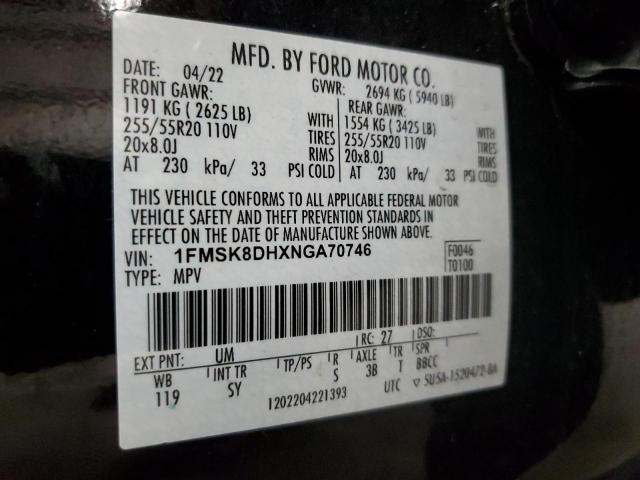 MFD. BY FORD MOTOR CO.
DATE: 04/22 GVWR: 2694 KG ( 5940 LB)
FRONT GAWR: REAR GAWR:
1191 KG ( 2625 LB) WITH 1554 KG ( 3425 LB) WITH
255/55R20 110V TIRES 255/55R20 110V TIRES
20x8.0J RIMS 20x8.0J RIMS
AT 230 kPa/ 33 PSI COLD AT 230 kPa/ 33 PSI COLD
THIS VEHICLE CONFORMS TO ALL APPLICABLE FEDERAL MOTOR
VEHICLE SAFETY AND THEFT PREVENTION STANDARDS IN
EFFECT ON THE DATE OF MANUFACTURE SHOWN ABOVE.
VIN: 1FMSK8DHXNGA70746 F0046
TYPE: MPV T0100
EXT PNT: UM RC: 27 DSO:
WB INT TR TP/PS R AXLE TR SPR
119 SY S 3B T BBCC
1202204221393 UTC ▽ SU5A-1520472-BA